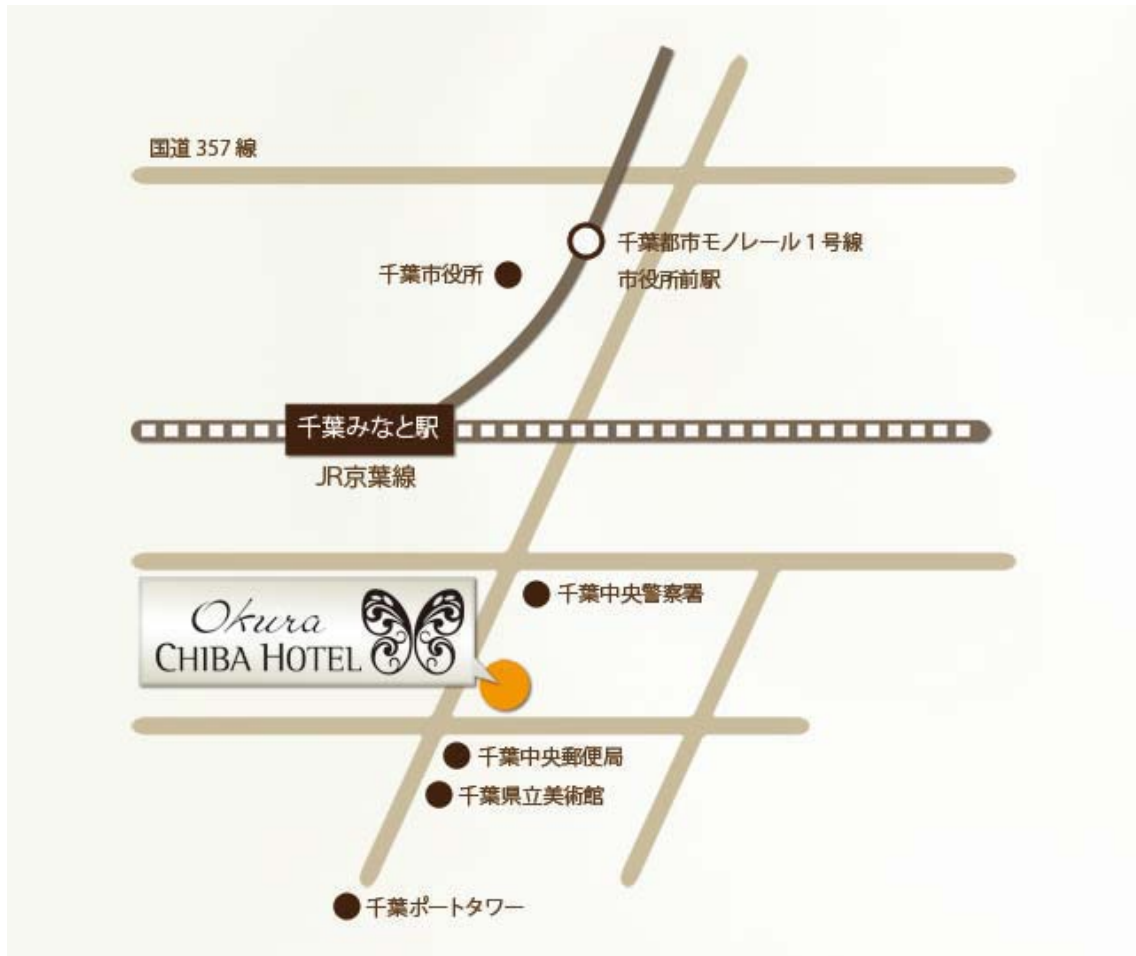 国道 357 線
千葉都市モノレール 1 号線
市役所前駅
千葉市役所
千葉みなと駅
JR京葉線
千葉中央警察署
Okura
CHIBA HOTEL
千葉中央郵便局
千葉県立美術館
千葉ポートタワー